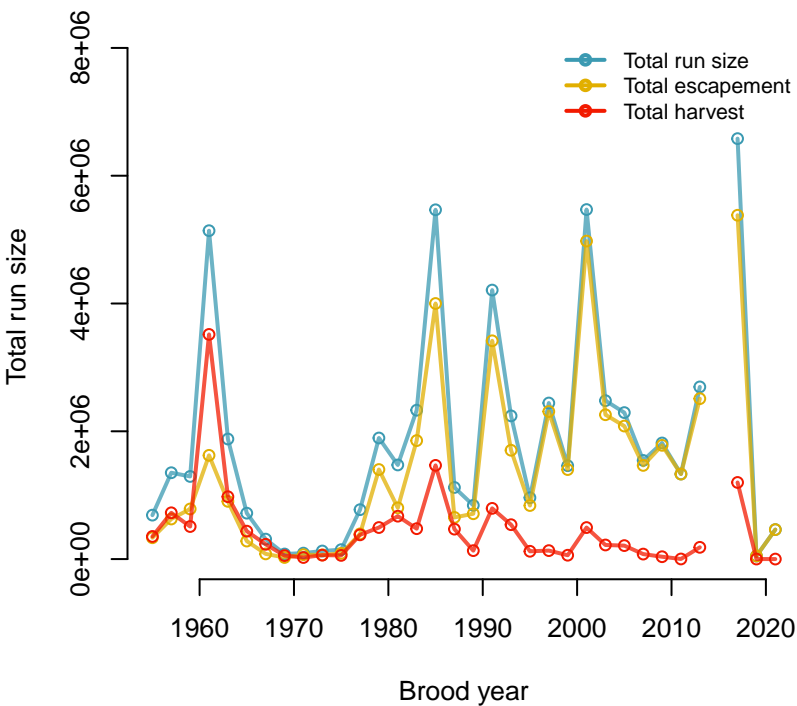 8e+06
6e+06
4e+06
2e+06
0e+00
Total run size
Total run size
Total escapement
Total harvest
1960 1970 1980 1990 2000 2010 2020
Brood year